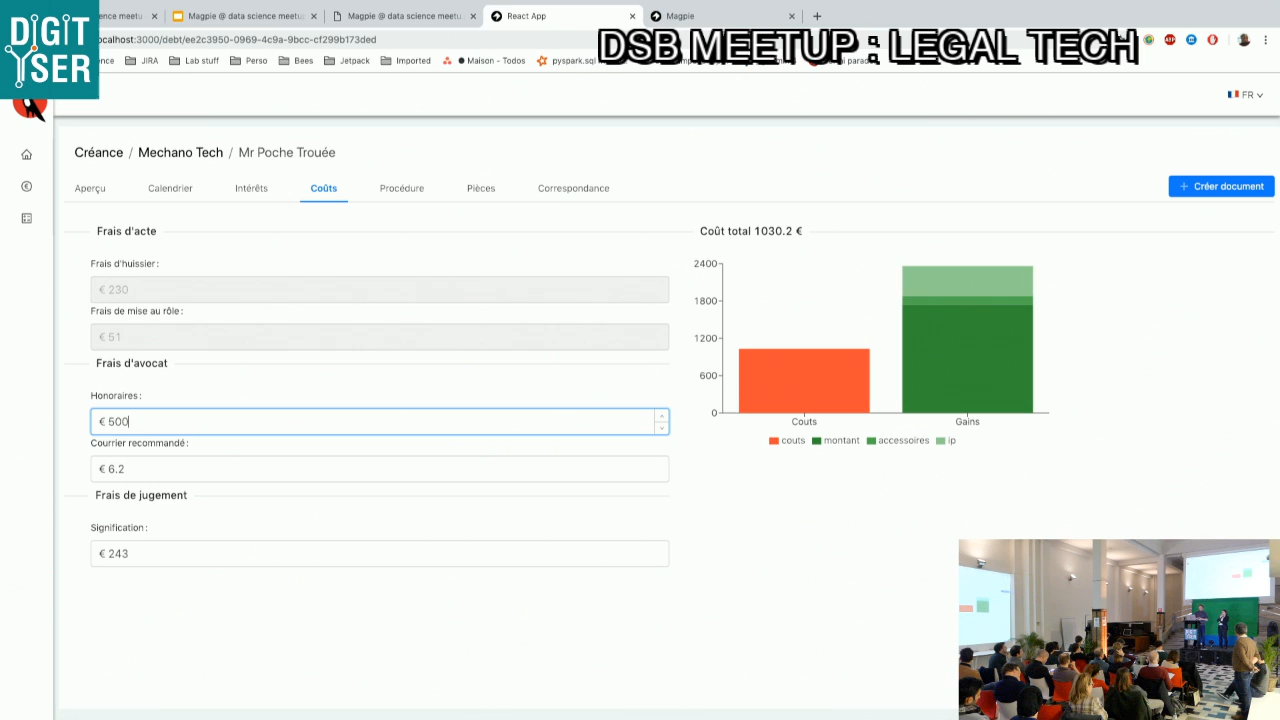 DIGIT
YSER
DSB MEETUP : LEGAL TECH
ence meetu
Magpie @ data science meetu
Magpie @ data science meetu
React App
Magpie
localhost:3000/debt/ee2c3950-0969-4c9a-9bcc-cf299b173ded
JIRA
Lab stuff
Perso
Bees
Jetpack
Imported
Maison - Todos
pyspark.sql
FR
Créance / Mechano Tech / Mr Poche Trouée
Aperçu
Calendrier
Intérêts
Coûts
Procédure
Pièces
Correspondance
+ Créer document
Frais d'acte
Frais d'huissier :
€ 230
Frais de mise au rôle :
€ 51
Frais d'avocat
Honoraires :
€ 500
Courrier recommandé :
€ 6.2
Frais de jugement
Signification :
€ 243
Coût total 1030.2 €
2400
1800
1200
600
0
Couts
Gains
couts
montant
accessoires
ip